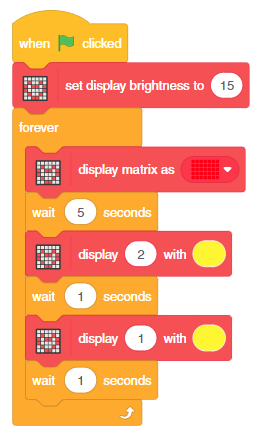 when clicked
set display brightness to 15
forever
display matrix as
wait 5 seconds
display 2 with
wait 1 seconds
display 1 with
wait 1 seconds